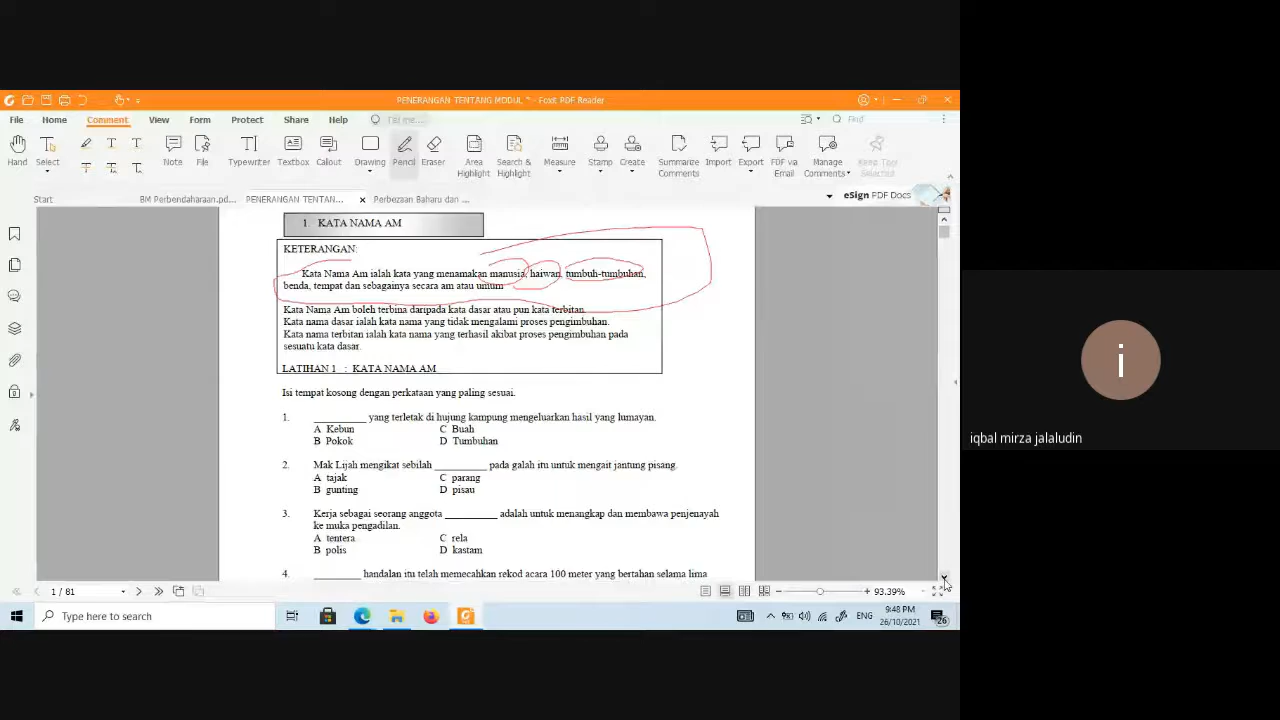 PENERANGAN TENTANG MODUL * - Foxit PDF Reader
File Home Comment View Form Protect Share Help Tell me... Find
Hand Select Note File Typewriter Textbox Callout Drawing Pencil Eraser Area Highlight Search & Highlight Measure Stamp Create Summarize Comments Import Export FDF via Email Manage Comments Keep Tool Selected
Start BM Perbendaharaan.pd... PENERANGAN TENTAN... Perbezaan Baharu dan ... eSign PDF Docs
1. KATA NAMA AM
KETERANGAN:
Kata Nama Am ialah kata yang menamakan manusia, haiwan, tumbuh-tumbuhan,
benda, tempat dan sebagainya secara am atau umum
Kata Nama Am boleh terbina daripada kata dasar atau pun kata terbitan.
Kata nama dasar ialah kata nama yang tidak mengalami proses pengimbuhan.
Kata nama terbitan ialah kata nama yang terhasil akibat proses pengimbuhan pada
sesuatu kata dasar.
LATIHAN 1 : KATA NAMA AM
Isi tempat kosong dengan perkataan yang paling sesuai.
1. __________ yang terletak di hujung kampung mengeluarkan hasil yang lumayan.
A Kebun C Buah
B Pokok D Tumbuhan
2. Mak Lijah mengikat sebilah __________ pada galah itu untuk mengait jantung pisang.
A tajak C parang
B gunting D pisau
3. Kerja sebagai seorang anggota __________ adalah untuk menangkap dan membawa penjenayah
ke muka pengadilan.
A tentera C rela
B polis D kastam
4. _________ handalan itu telah memecahkan rekod acara 100 meter yang bertahan selama lima
1 / 81 93.39%
Type here to search ENG 9:48 PM
26/10/2021 26
i
iqbal mirza jalaludin